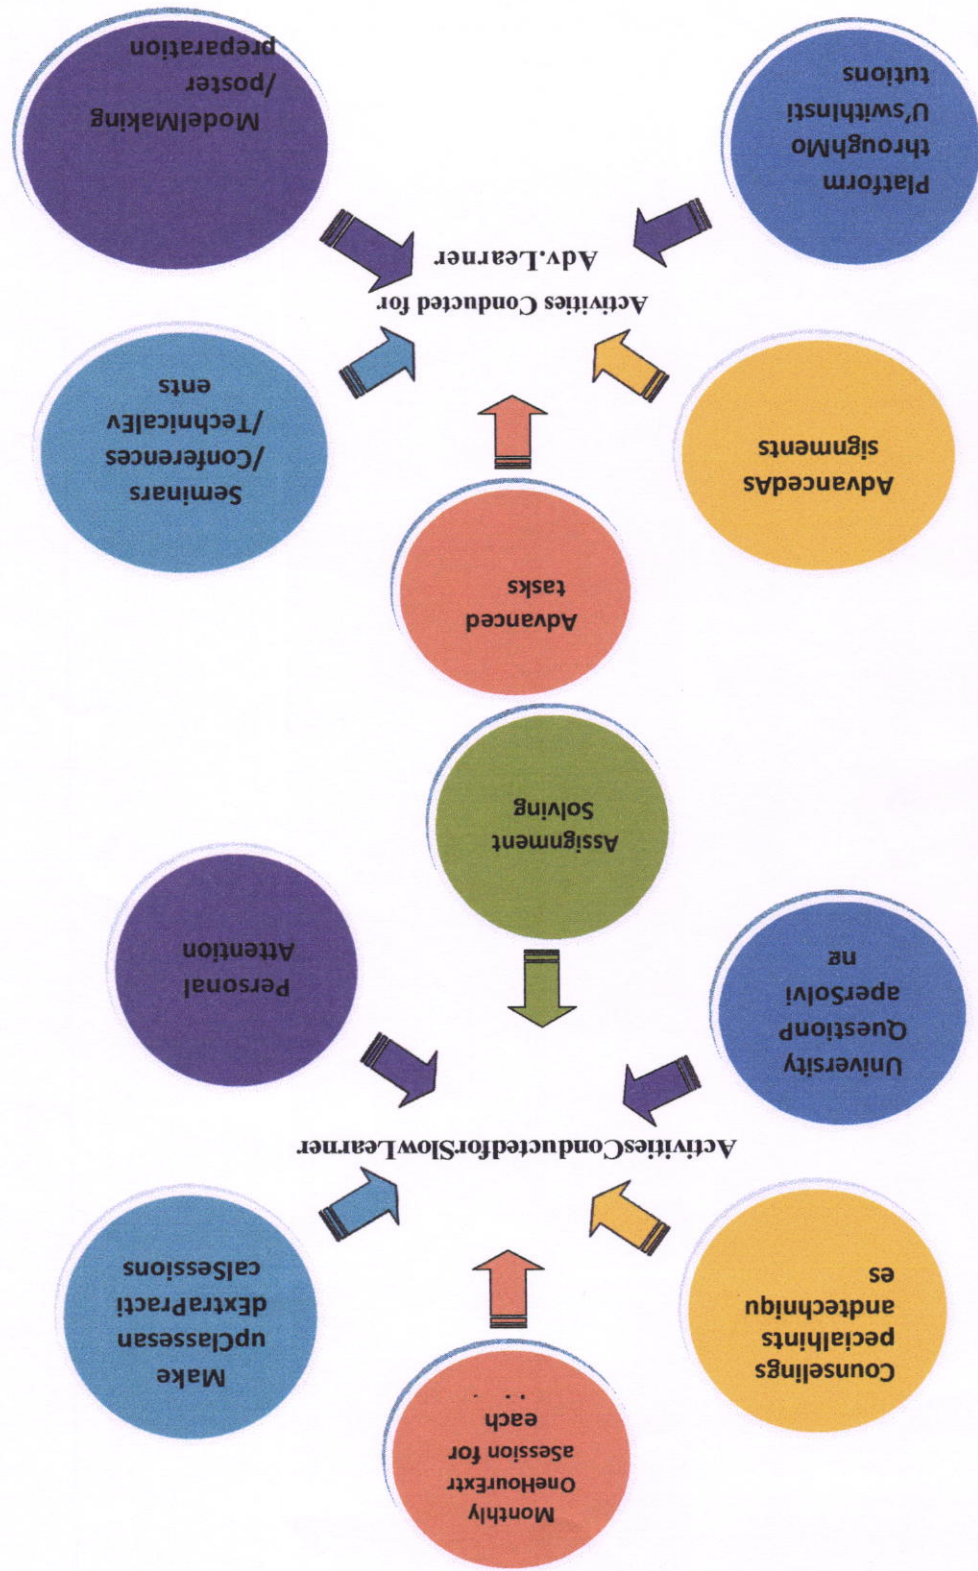 Monthly
OneHourExtr
aSession for
each
Counselings
pecialhints
andtechniqu
es
Make
upClassesan
dExtraPracti
calSessions
ActivitiesConductedforSlowLearner
University
QuestionP
aperSolvi
ng
Personal
Attention
Assignment
Solving
Advanced
tasks
AdvancedAs
signments
Seminars
/Conferences
/TechnicalEv
ents
Activities Conducted for
Adv.Learner
Platform
throughMo
U'swithInsti
tutions
ModelMaking
/poster
preparation